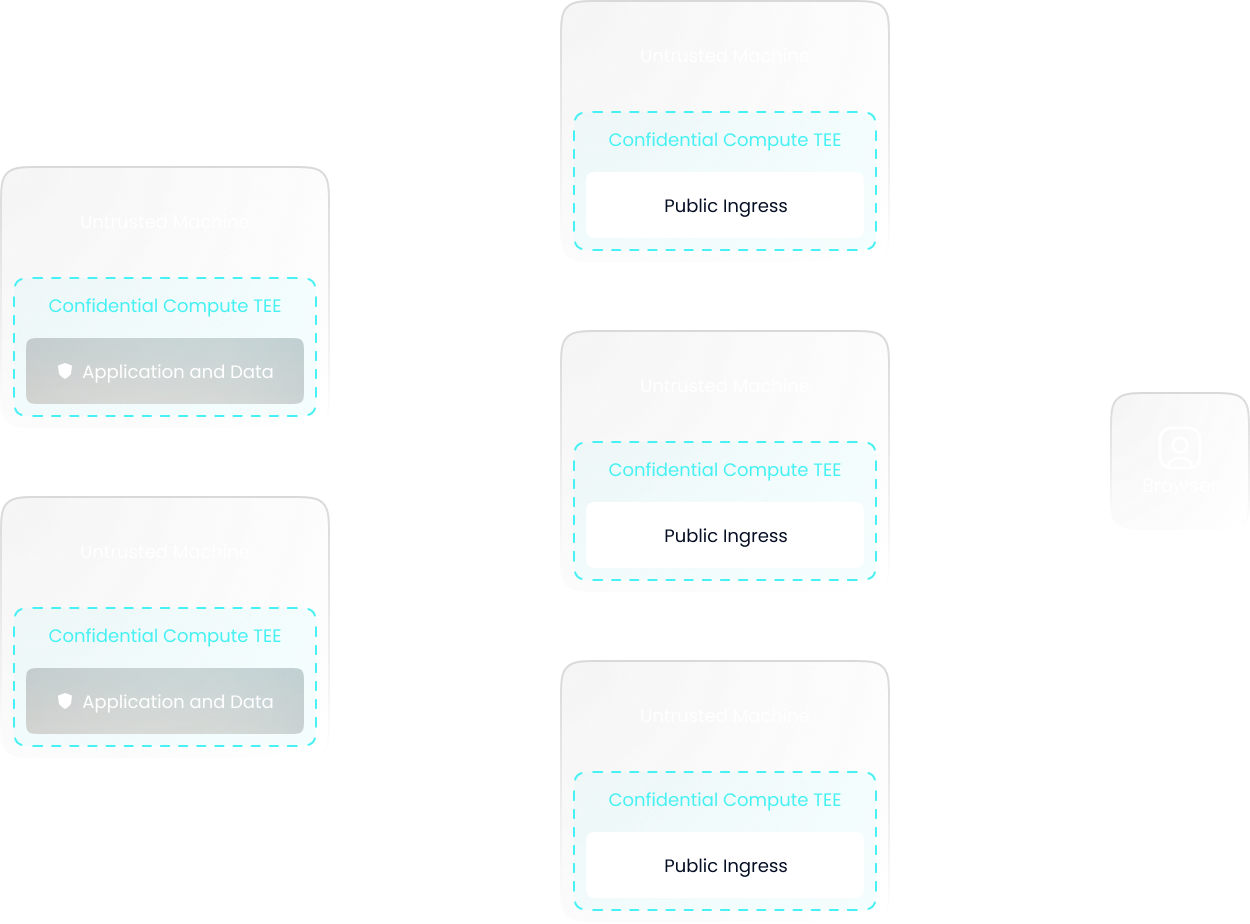 Untrusted Machine
Confidential Compute TEE
Application and Data
Untrusted Machine
Confidential Compute TEE
Application and Data
Untrusted Machine
Confidential Compute TEE
Public Ingress
Untrusted Machine
Confidential Compute TEE
Public Ingress
Untrusted Machine
Confidential Compute TEE
Public Ingress
Browser